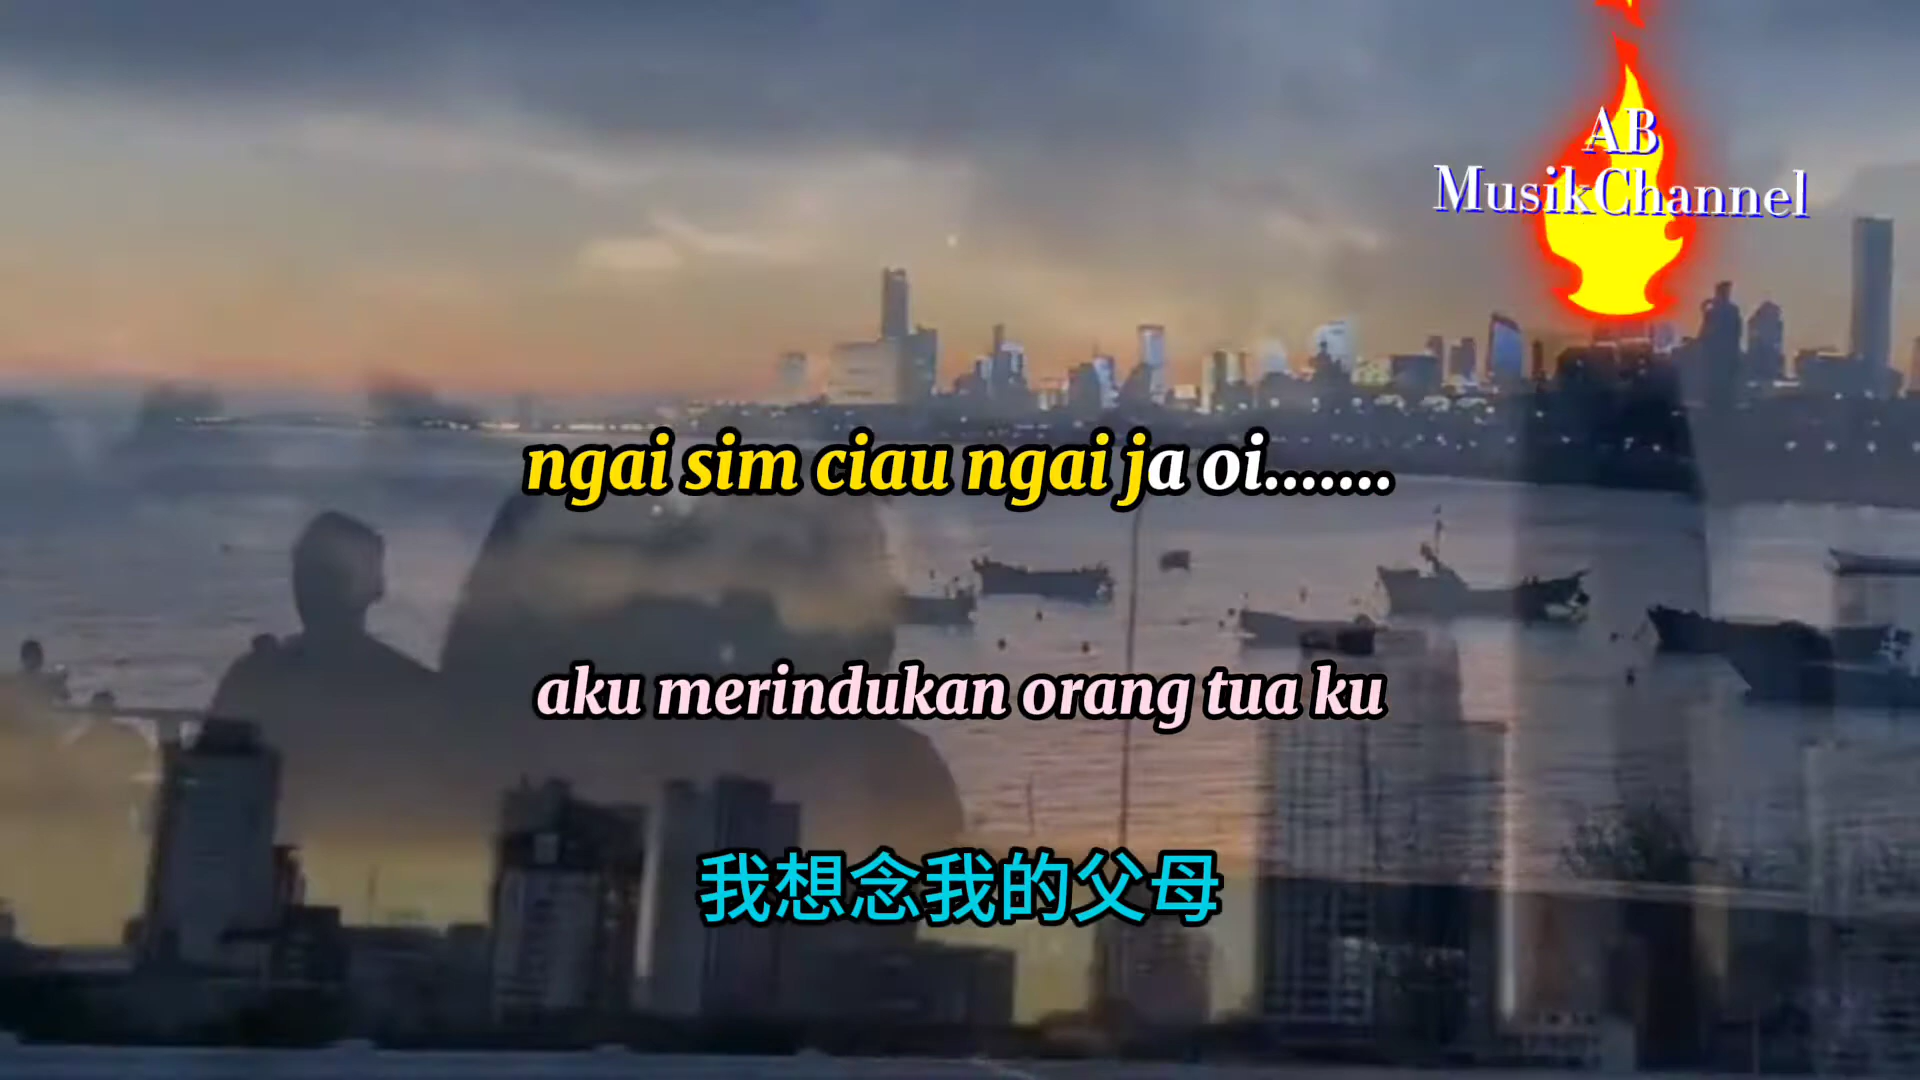 AB
MusikChannel
ngai sim ciau ngai ja oi.......
aku merindukan orang tua ku
我想念我的父母